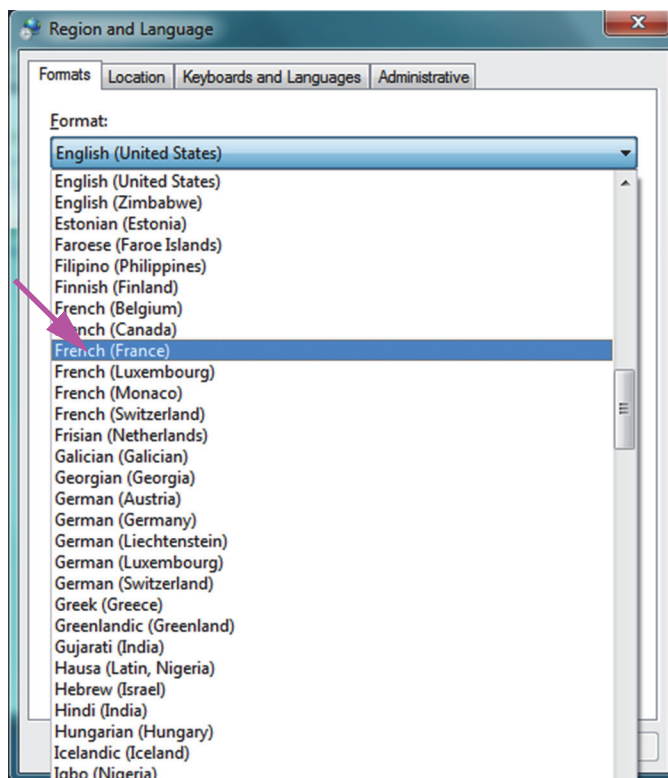 Region and Language
Formats Location Keyboards and Languages Administrative
Format:
English (United States)
English (United States)
English (Zimbabwe)
Estonian (Estonia)
Faroese (Faroe Islands)
Filipino (Philippines)
Finnish (Finland)
French (Belgium)
French (Canada)
French (France)
French (Luxembourg)
French (Monaco)
French (Switzerland)
Frisian (Netherlands)
Galician (Galician)
Georgian (Georgia)
German (Austria)
German (Germany)
German (Liechtenstein)
German (Luxembourg)
German (Switzerland)
Greek (Greece)
Greenlandic (Greenland)
Gujarati (India)
Hausa (Latin, Nigeria)
Hebrew (Israel)
Hindi (India)
Hungarian (Hungary)
Icelandic (Iceland)
Igbo (Nigeria)